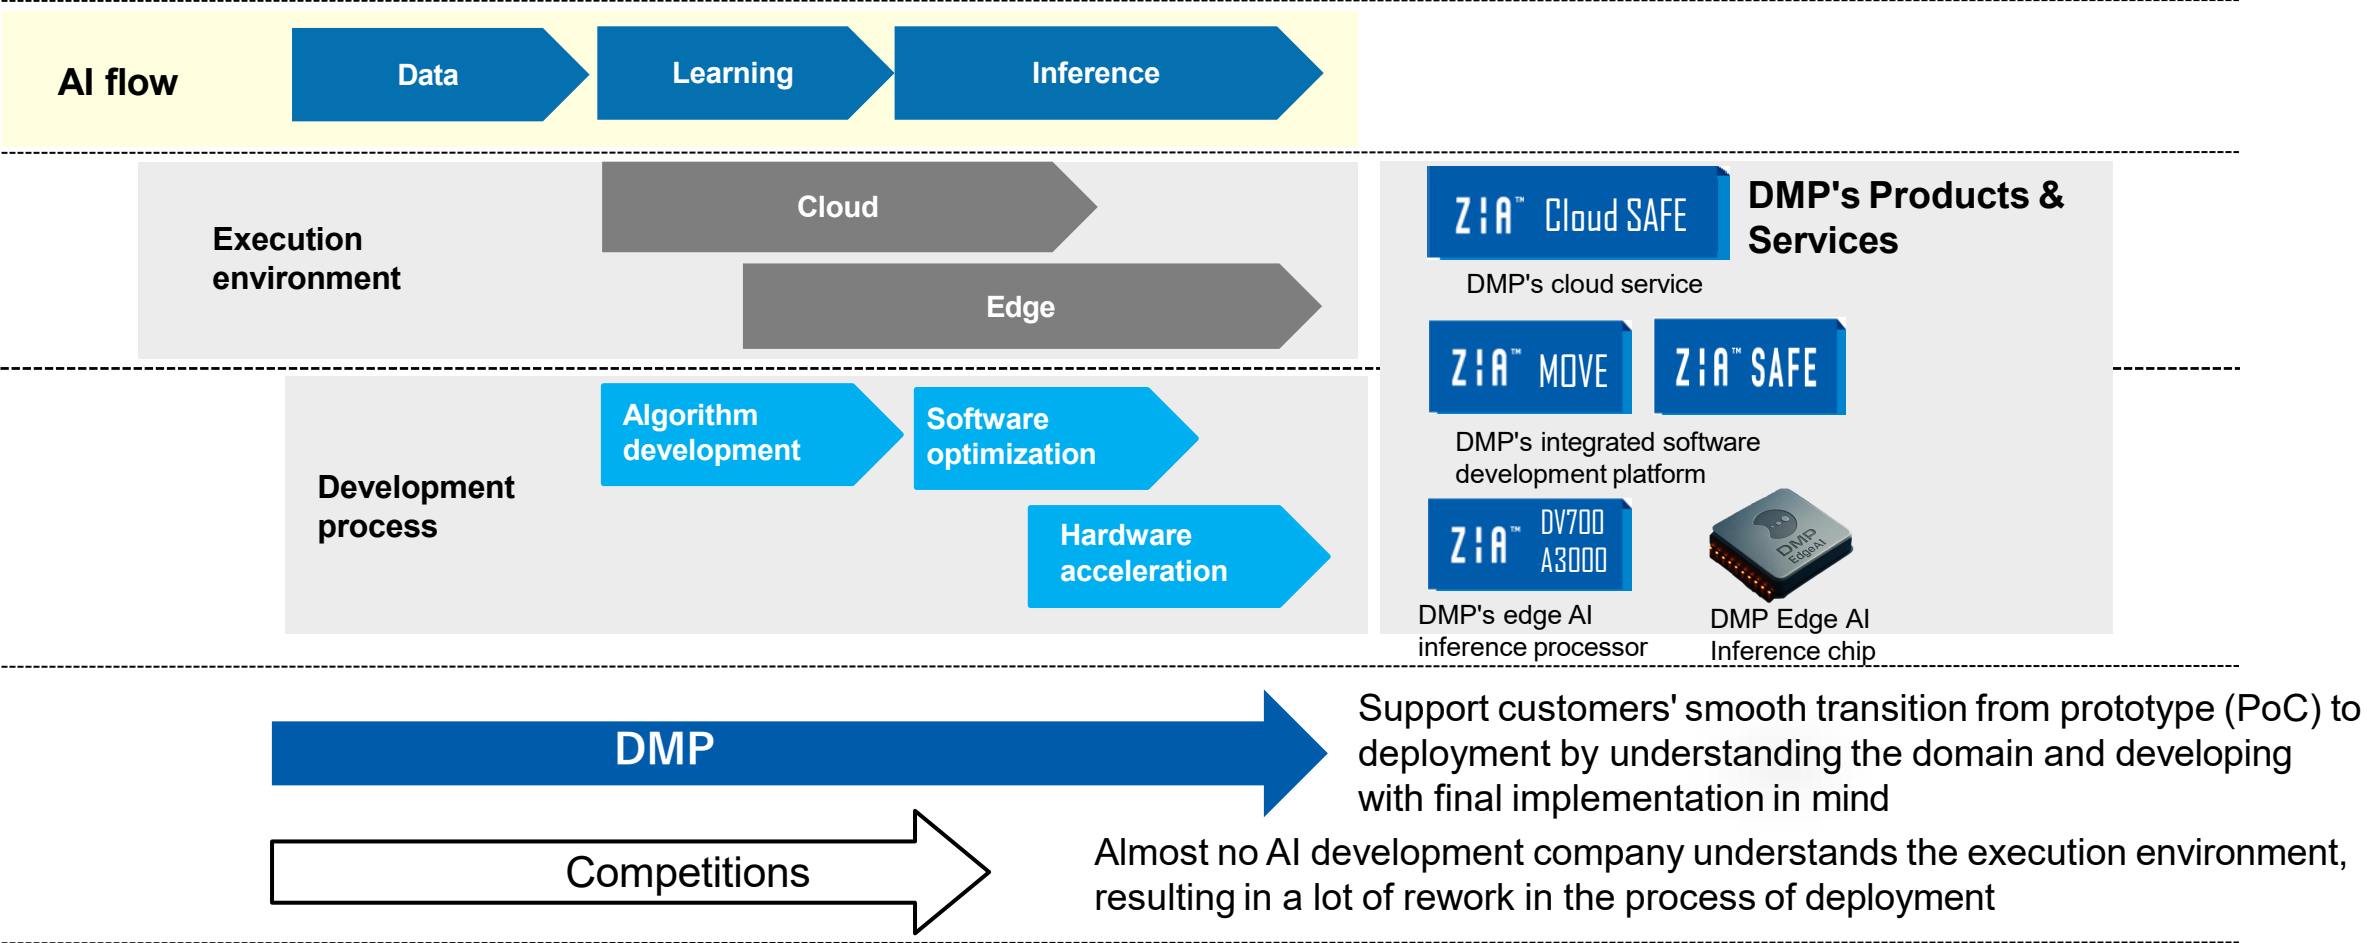 AI flow
Data
Learning
Inference
Execution
environment
Cloud
Edge
ZIA™ Cloud SAFE
DMP's Products &
Services
DMP's cloud service
ZIA™ MOVE
ZIA™ SAFE
DMP's integrated software
development platform
Development
process
Algorithm
development
Software
optimization
Hardware
acceleration
ZIA™ DV700
A3000
DMP
EdgeAI
DMP's edge AI
inference processor
DMP Edge AI
Inference chip
DMP
Support customers' smooth transition from prototype (PoC) to
deployment by understanding the domain and developing
with final implementation in mind
Competitions
Almost no AI development company understands the execution environment,
resulting in a lot of rework in the process of deployment